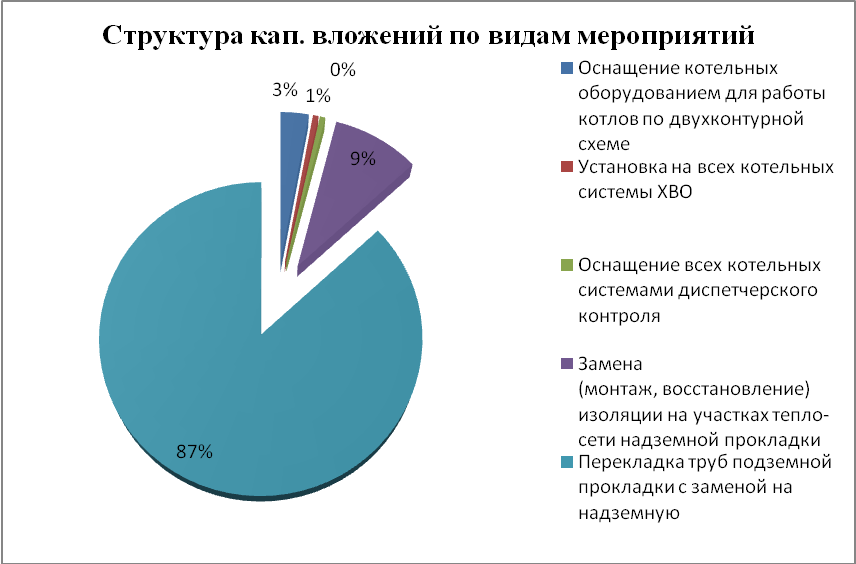 Структура кап. вложений по видам мероприятий
0%
3%
1%
9%
87%
Оснащение котельных
оборудованием для работы
котлов по двухконтурной
схеме
Установка на всех котельных
системы ХВО
Оснащение всех котельных
системами диспетчерского
контроля
Замена
(монтаж, восстановление)
изоляции на участках тепло-
сети надземной прокладки
Перекладка труб подземной
прокладки с заменой на
надземную